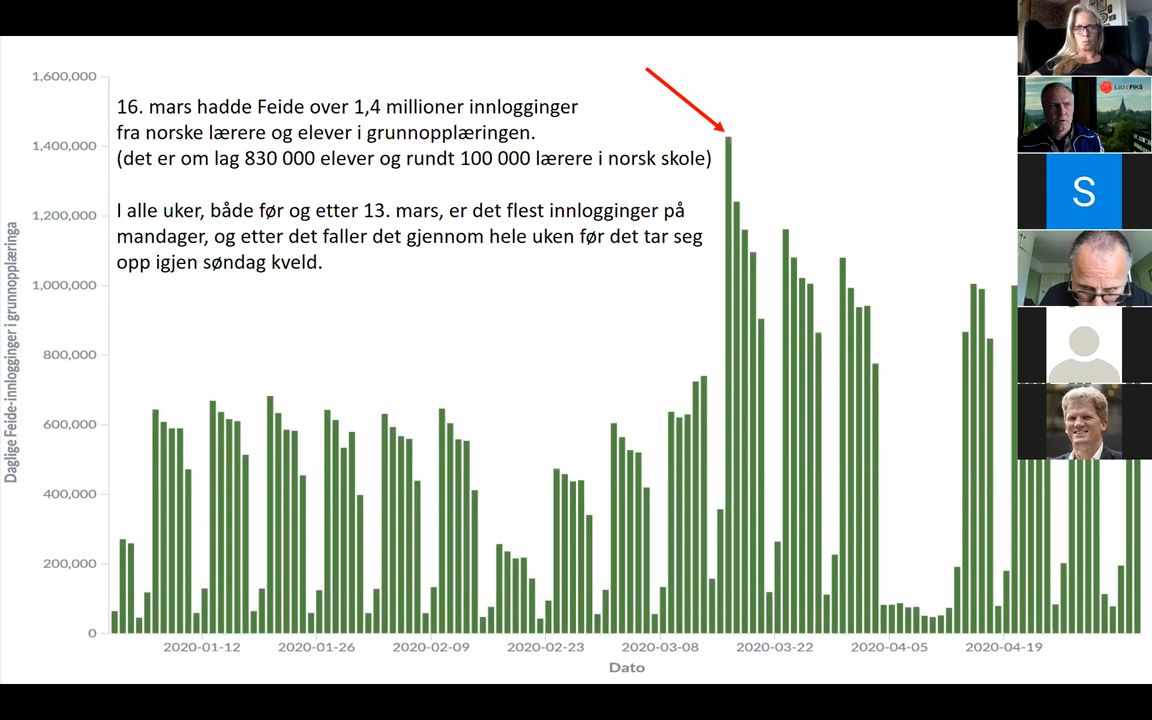 1,600,000
1,400,000
1,200,000
1,000,000
800,000
600,000
400,000
200,000
0
Daglige Feide-innlogginger i grunnopplæringa
16. mars hadde Feide over 1,4 millioner innlogginger
fra norske lærere og elever i grunnopplæringen.
(det er om lag 830 000 elever og rundt 100 000 lærere i norsk skole)
I alle uker, både før og etter 13. mars, er det flest innlogginger på
mandager, og etter det faller det gjennom hele uken før det tar seg
opp igjen søndag kveld.
2020-01-12
2020-01-26
2020-02-09
2020-02-23
2020-03-08
2020-03-22
2020-04-05
2020-04-19
Dato
S